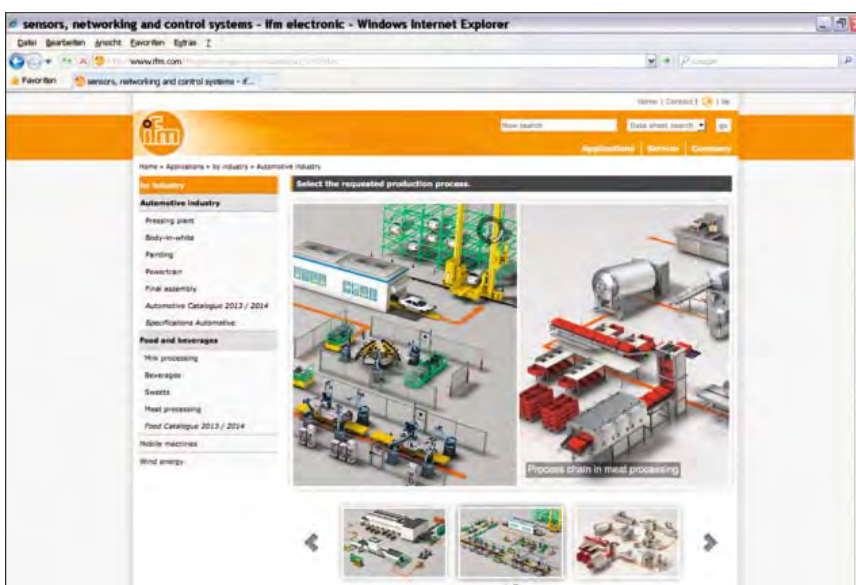 sensors, networking and control systems - ifm electronic - Windows Internet Explorer
Datei Bearbeiten Ansicht Favoriten Extras ?
www.ifm.com
Google
Favoriten
sensors, networking and control systems - if...
Home | Contact |
ifm
New search
Data sheet search
go
Applications | Service | Company
Home » Applications » by industry » Automotive industry
by industry
Select the requested production process.
Automotive industry
Pressing plant
Body-in-white
Painting
Powertrain
Final assembly
Automotive Catalogue 2013 / 2014
Specifications Automotive
Food and beverages
Milk processing
Beverages
Sweets
Meat processing
Food Catalogue 2013 / 2014
Mobile machines
Wind energy
Process chain in meat processing